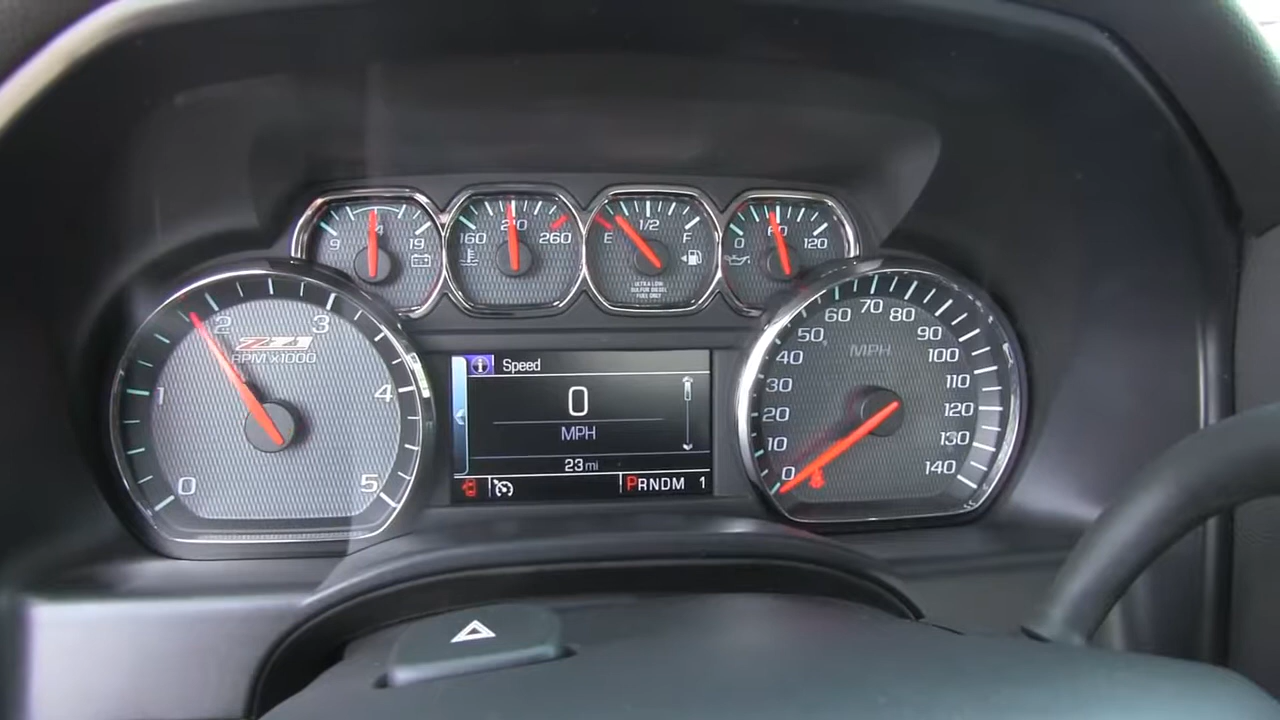 9 14 19
160 210 260
E 1/2 F
ULTRA LOW
SULFUR DIESEL
FUEL ONLY
0 60 120
0 1 2 3 4 5
Z71
RPM x1000
i Speed
0
MPH
23 mi
PRNDM 1
0 10 20 30 40 50 60 70 80 90 100 110 120 130 140
MPH